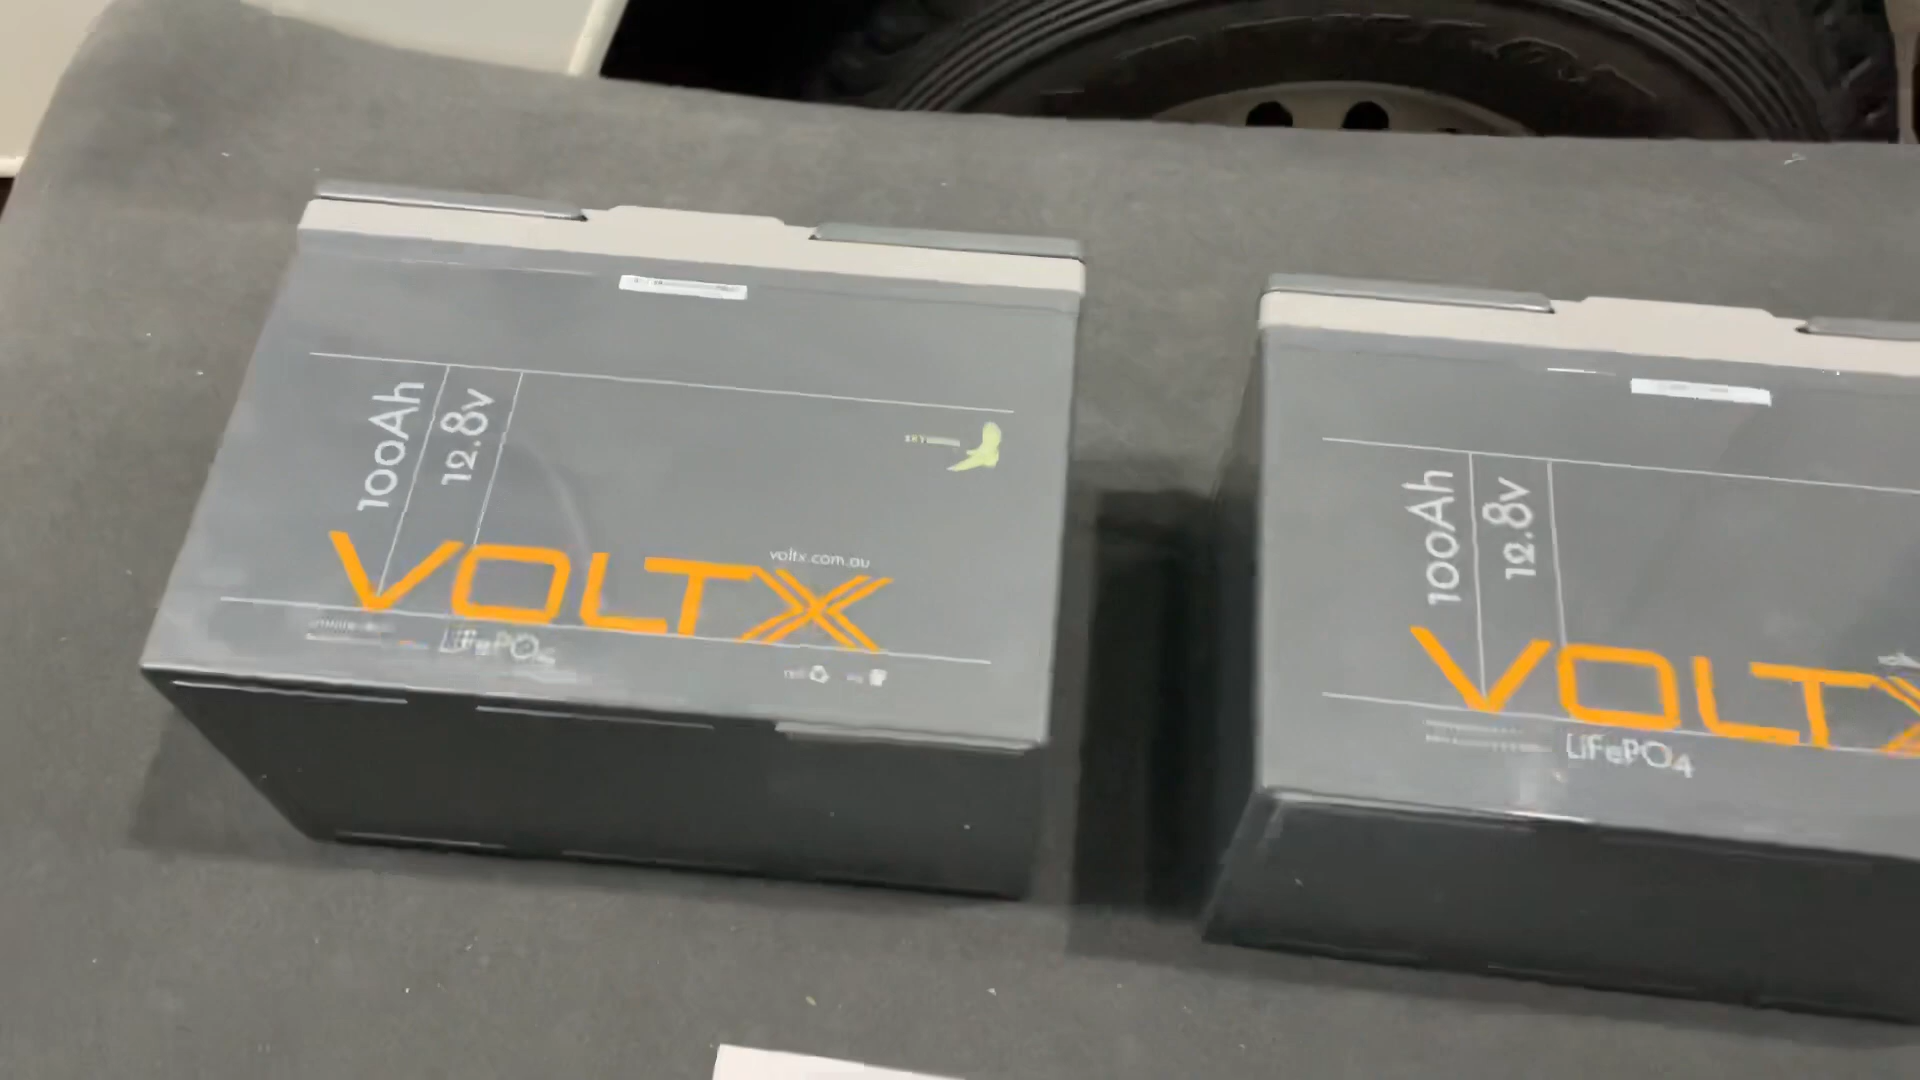 100Ah
12.8v
voltx.com.au
VOLTX
LiFePO4
100Ah
12.8v
VOLTX
LiFePO4